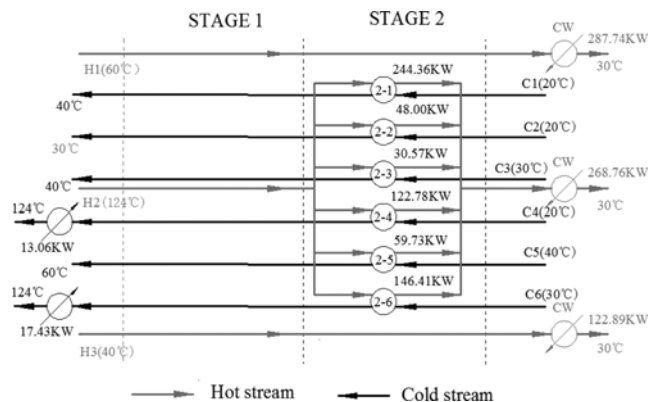 STAGE 1 STAGE 2
CW 287.74KW
H1(60℃) 244.36KW 30℃
2-1 C1(20℃)
40℃ 48.00KW
2-2 C2(20℃)
30℃ 30.57KW
2-3 C3(30℃) CW
40℃ 122.78KW 268.76KW
124℃ H2(124℃) 30℃
2-4 C4(20℃)
13.06KW 59.73KW
2-5 C5(40℃)
60℃ 146.41KW
124℃ 2-6 C6(30℃)
CW
17.43KW 122.89KW
H3(40℃) 30℃
Hot stream Cold stream